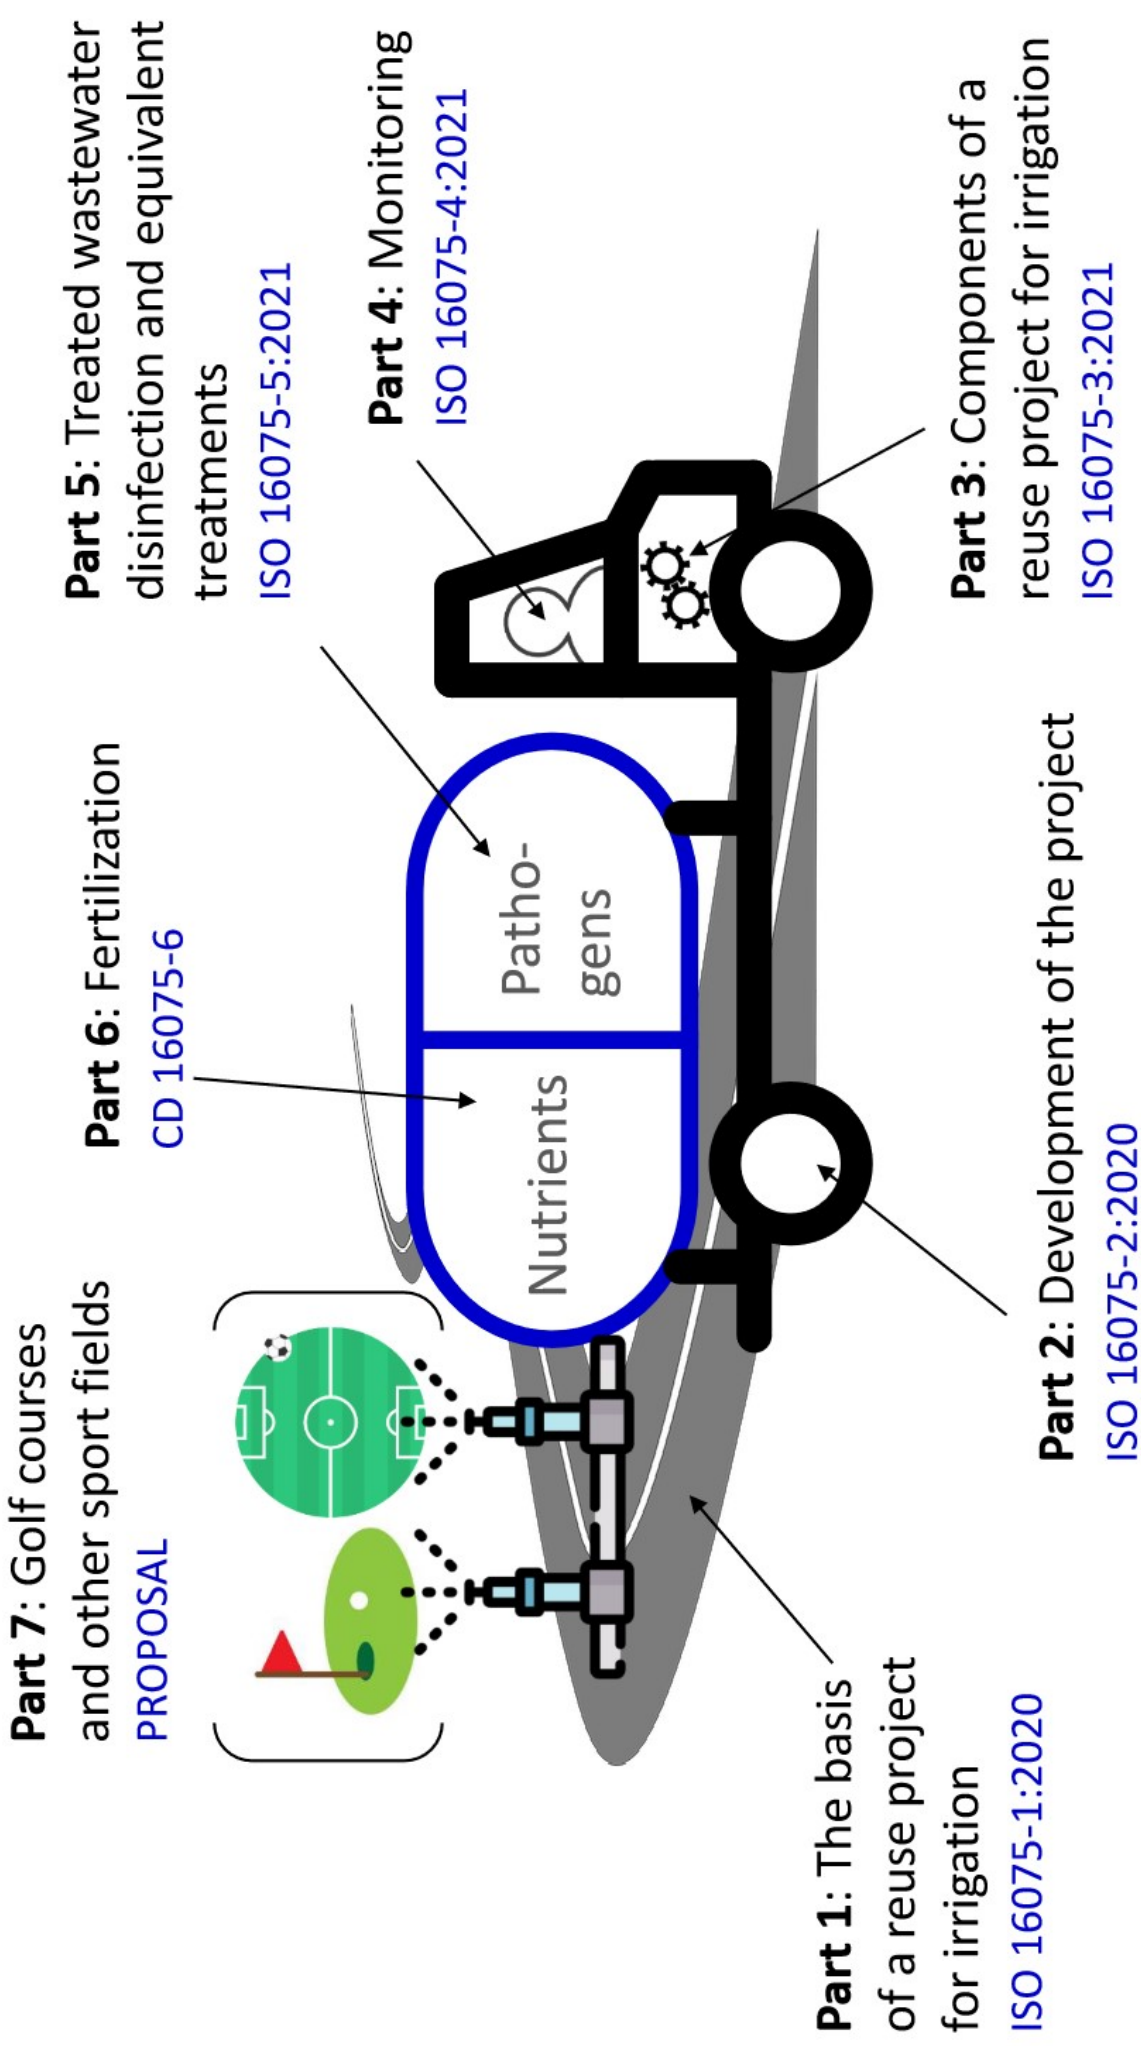 Part 7: Golf courses
and other sport fields
PROPOSAL
Part 6: Fertilization
CD 16075-6
Part 5: Treated wastewater
disinfection and equivalent
treatments
ISO 16075-5:2021
Part 4: Monitoring
ISO 16075-4:2021
Nutrients
Patho-
gens
Part 1: The basis
of a reuse project
for irrigation
ISO 16075-1:2020
Part 2: Development of the project
ISO 16075-2:2020
Part 3: Components of a
reuse project for irrigation
ISO 16075-3:2021